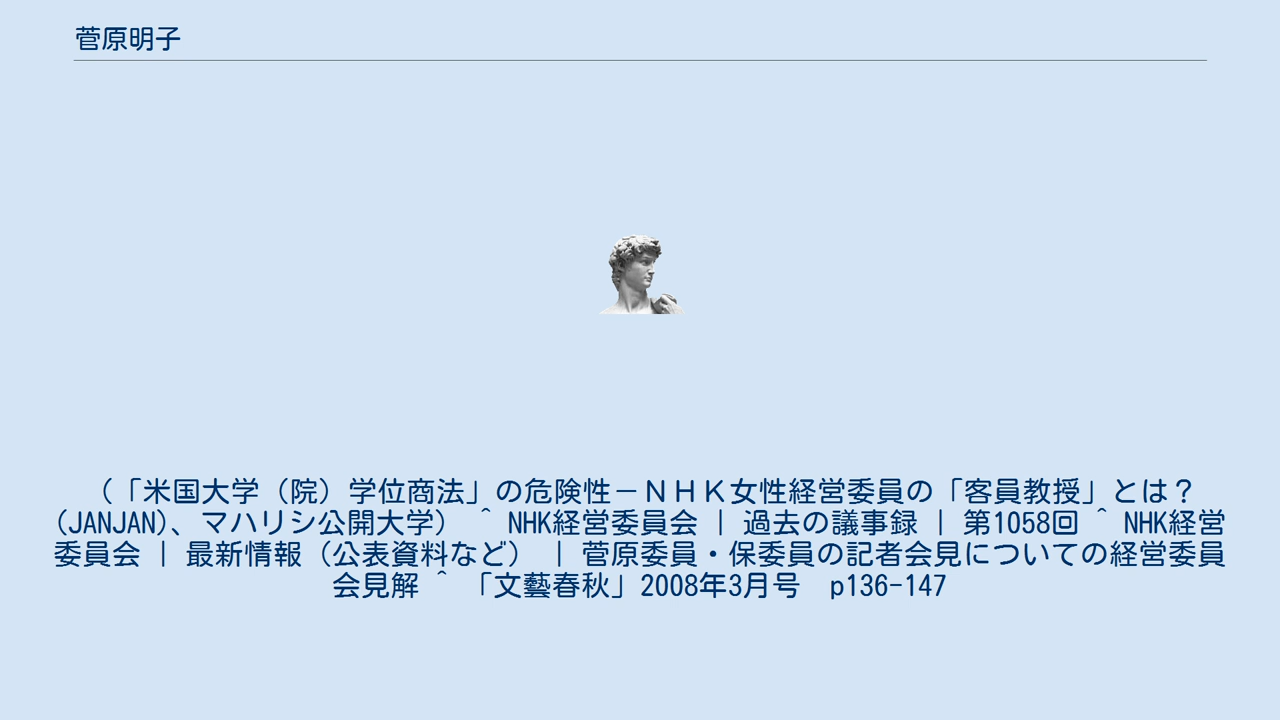 菅原明子
（「米国大学（院）学位商法」の危険性－ＮＨＫ女性経営委員の「客員教授」とは？
(JANJAN)、マハリシ公開大学） ^ NHK経営委員会 | 過去の議事録 | 第1058回 ^ NHK経営
委員会 | 最新情報（公表資料など） | 菅原委員・保委員の記者会見についての経営委員
会見解 ^ 「文藝春秋」2008年3月号　p136-147